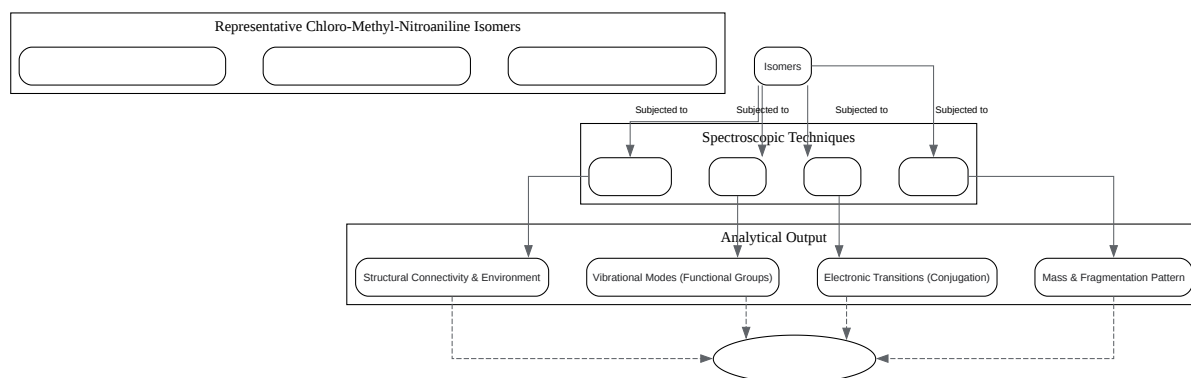 Representative Chloro-Methyl-Nitroaniline Isomers
Isomers
Subjected to
Subjected to
Subjected to
Subjected to
Spectroscopic Techniques
Analytical Output
Structural Connectivity & Environment
Vibrational Modes (Functional Groups)
Electronic Transitions (Conjugation)
Mass & Fragmentation Pattern